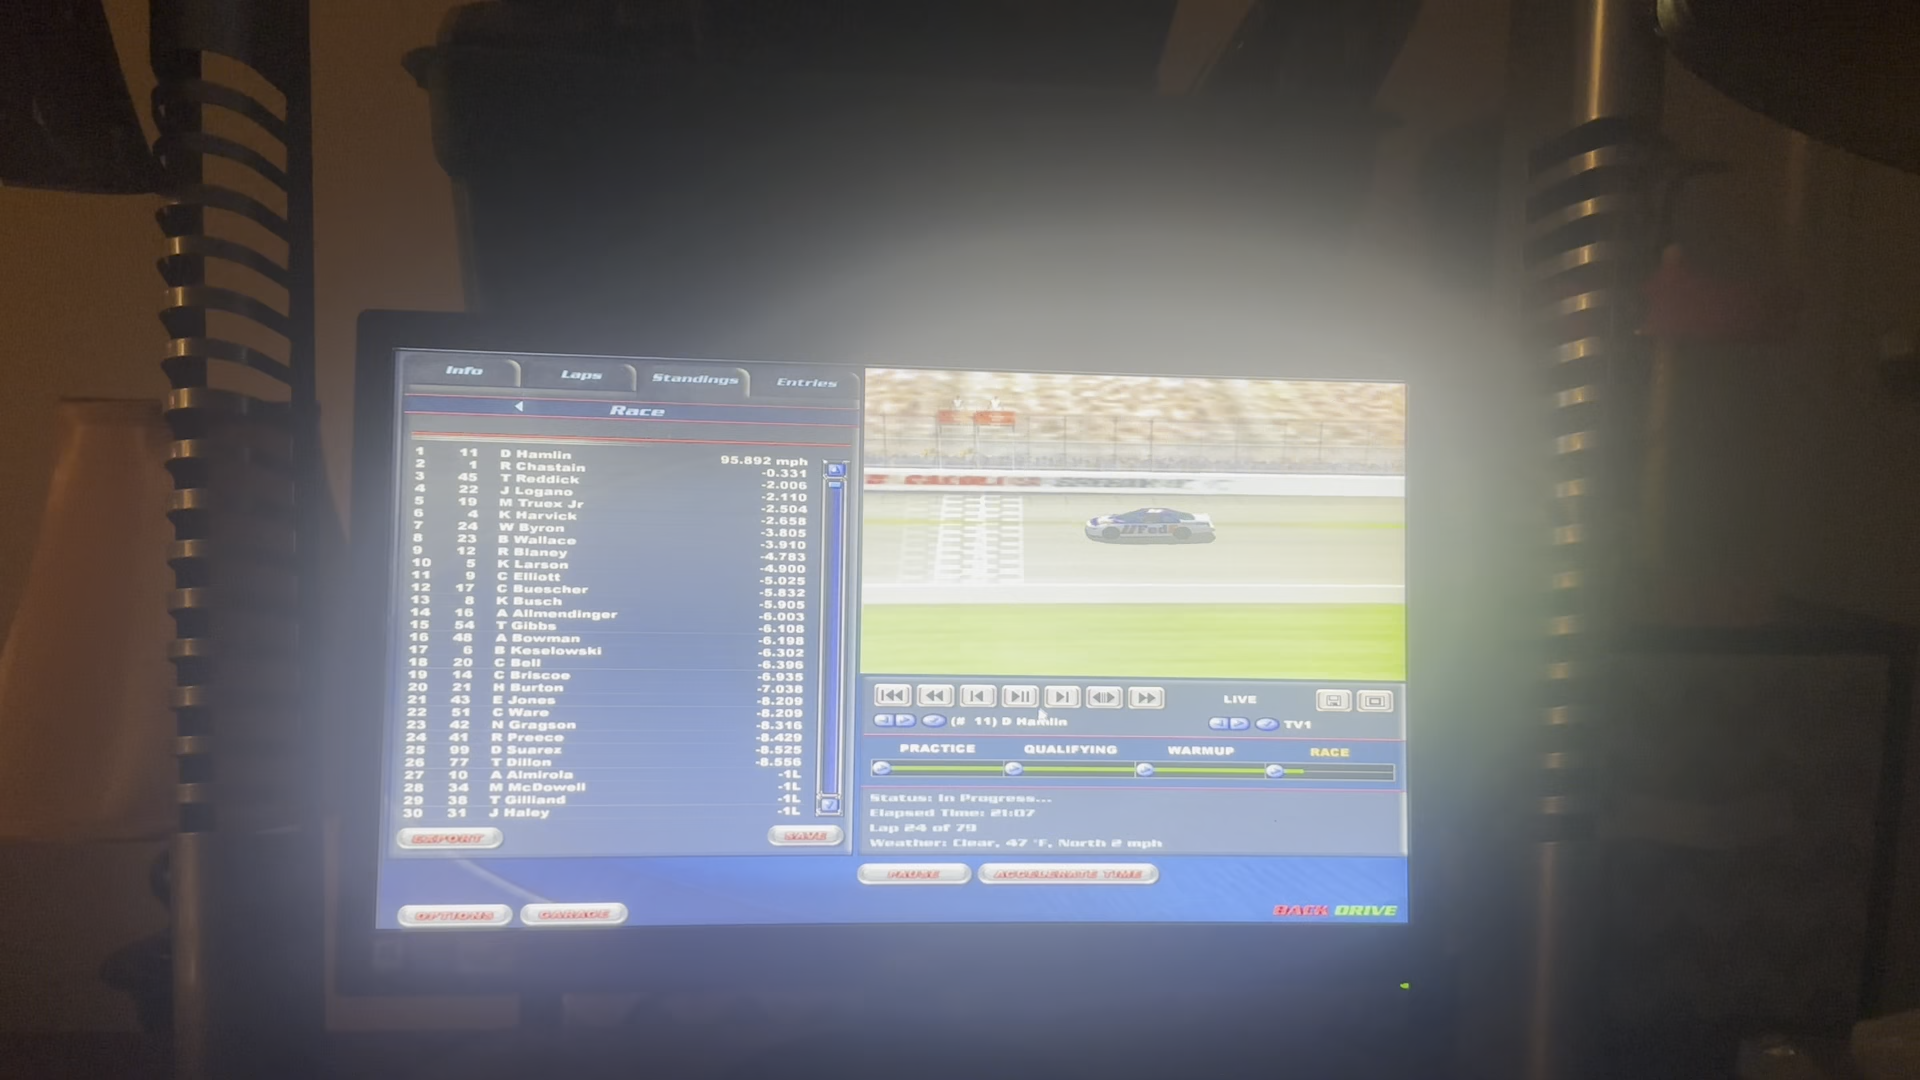 Info Laps Standings Entries
Race
1 11 D Hamlin 95.892 mph
2 1 R Chastain -0.331
3 45 T Reddick -2.006
4 22 J Logano -2.110
5 19 M Truex Jr -2.504
6 4 K Harvick -2.658
7 24 W Byron -3.805
8 23 B Wallace -3.910
9 12 R Blaney -4.783
10 5 K Larson -4.900
11 9 C Elliott -5.025
12 17 C Buescher -5.832
13 8 K Busch -5.905
14 16 A Allmendinger -6.003
15 54 T Gibbs -6.108
16 48 A Bowman -6.198
17 6 B Keselowski -6.302
18 20 C Bell -6.396
19 14 C Briscoe -6.935
20 21 H Burton -7.038
21 43 E Jones -8.209
22 51 C Ware -8.209
23 42 N Gragson -8.316
24 41 R Preece -8.429
25 99 D Suarez -8.525
26 77 T Dillon -8.556
27 10 A Almirola -1L
28 34 M McDowell -1L
29 38 T Gilliand -1L
30 31 J Haley -1L
EXPORT SAVE
OPTIONS GARAGE
LIVE
(# 11) D Hamlin TV1
PRACTICE QUALIFYING WARMUP RACE
Status: In Progress...
Elapsed Time: 21:07
Lap 24 of 79
Weather: Clear, 47 °F, North 2 mph
PAUSE ACCELERATE TIME
BACK DRIVE